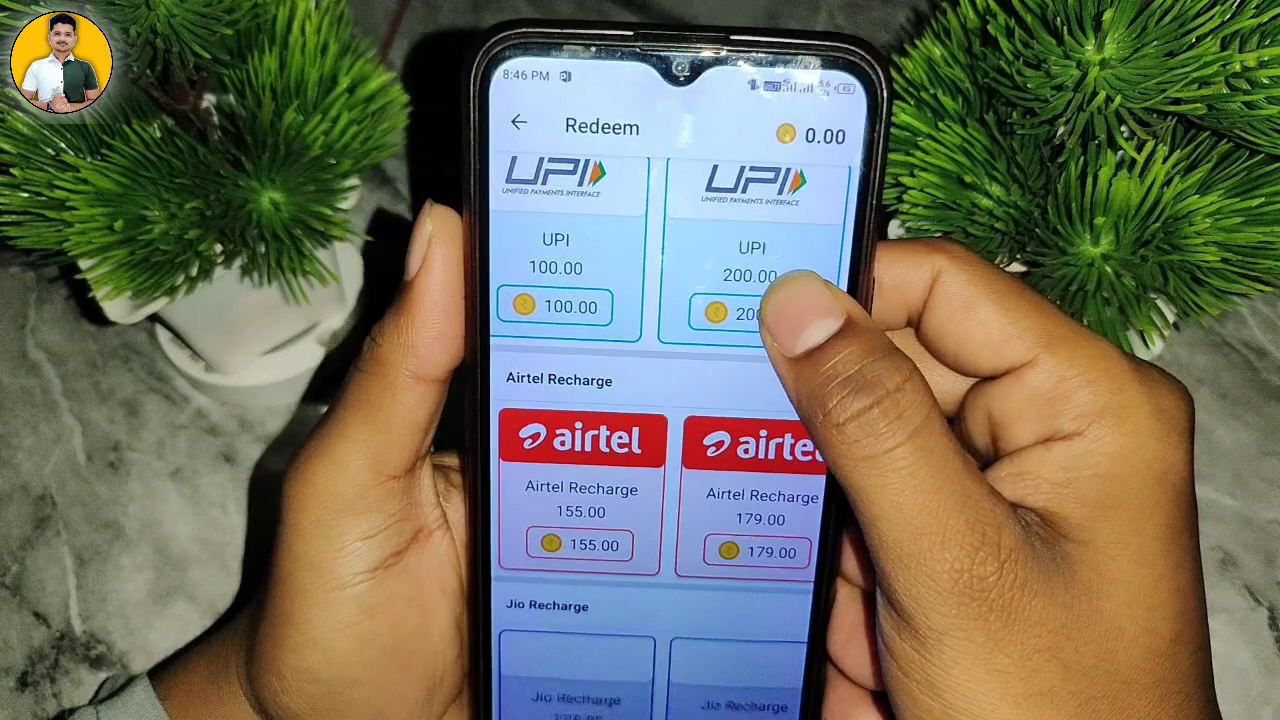 8:46 PM
Redeem
0.00
UPI
UNIFIED PAYMENTS INTERFACE
UPI
100.00
100.00
UPI
UNIFIED PAYMENTS INTERFACE
UPI
200.00
Airtel Recharge
airtel
Airtel Recharge
155.00
155.00
Airtel Recharge
179.00
179.00
Jio Recharge
Jio Recharge
Jio Recharge